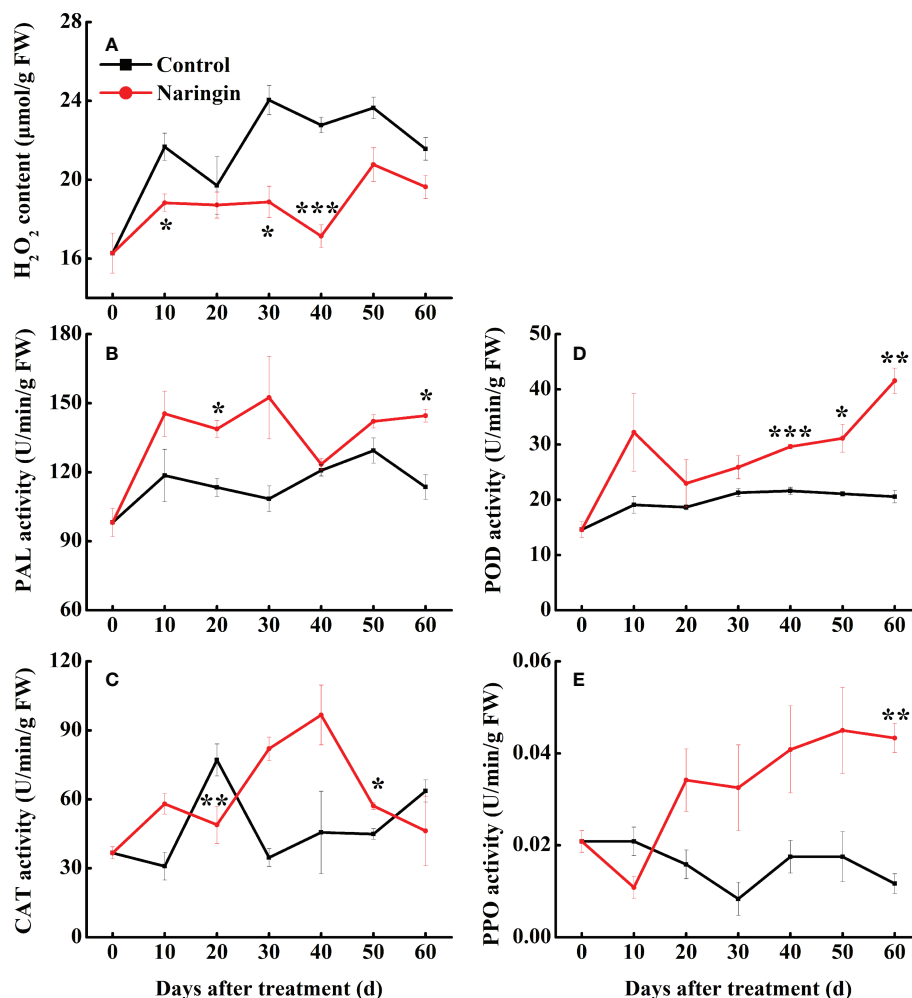 A
Control
Naringin
H₂O₂ content (μmol/g FW)
28
24
20
16
* * ***
0 10 20 30 40 50 60
B
PAL activity (U/min/g FW)
180
150
120
90
60
* *
0 10 20 30 40 50 60
D
POD activity (U/min/g FW)
50
40
30
20
10
0
*** * **
0 10 20 30 40 50 60
C
CAT activity (U/min/g FW)
120
90
60
30
0
** *
0 10 20 30 40 50 60
Days after treatment (d)
E
PPO activity (U/min/g FW)
0.06
0.04
0.02
0.00
**
0 10 20 30 40 50 60
Days after treatment (d)